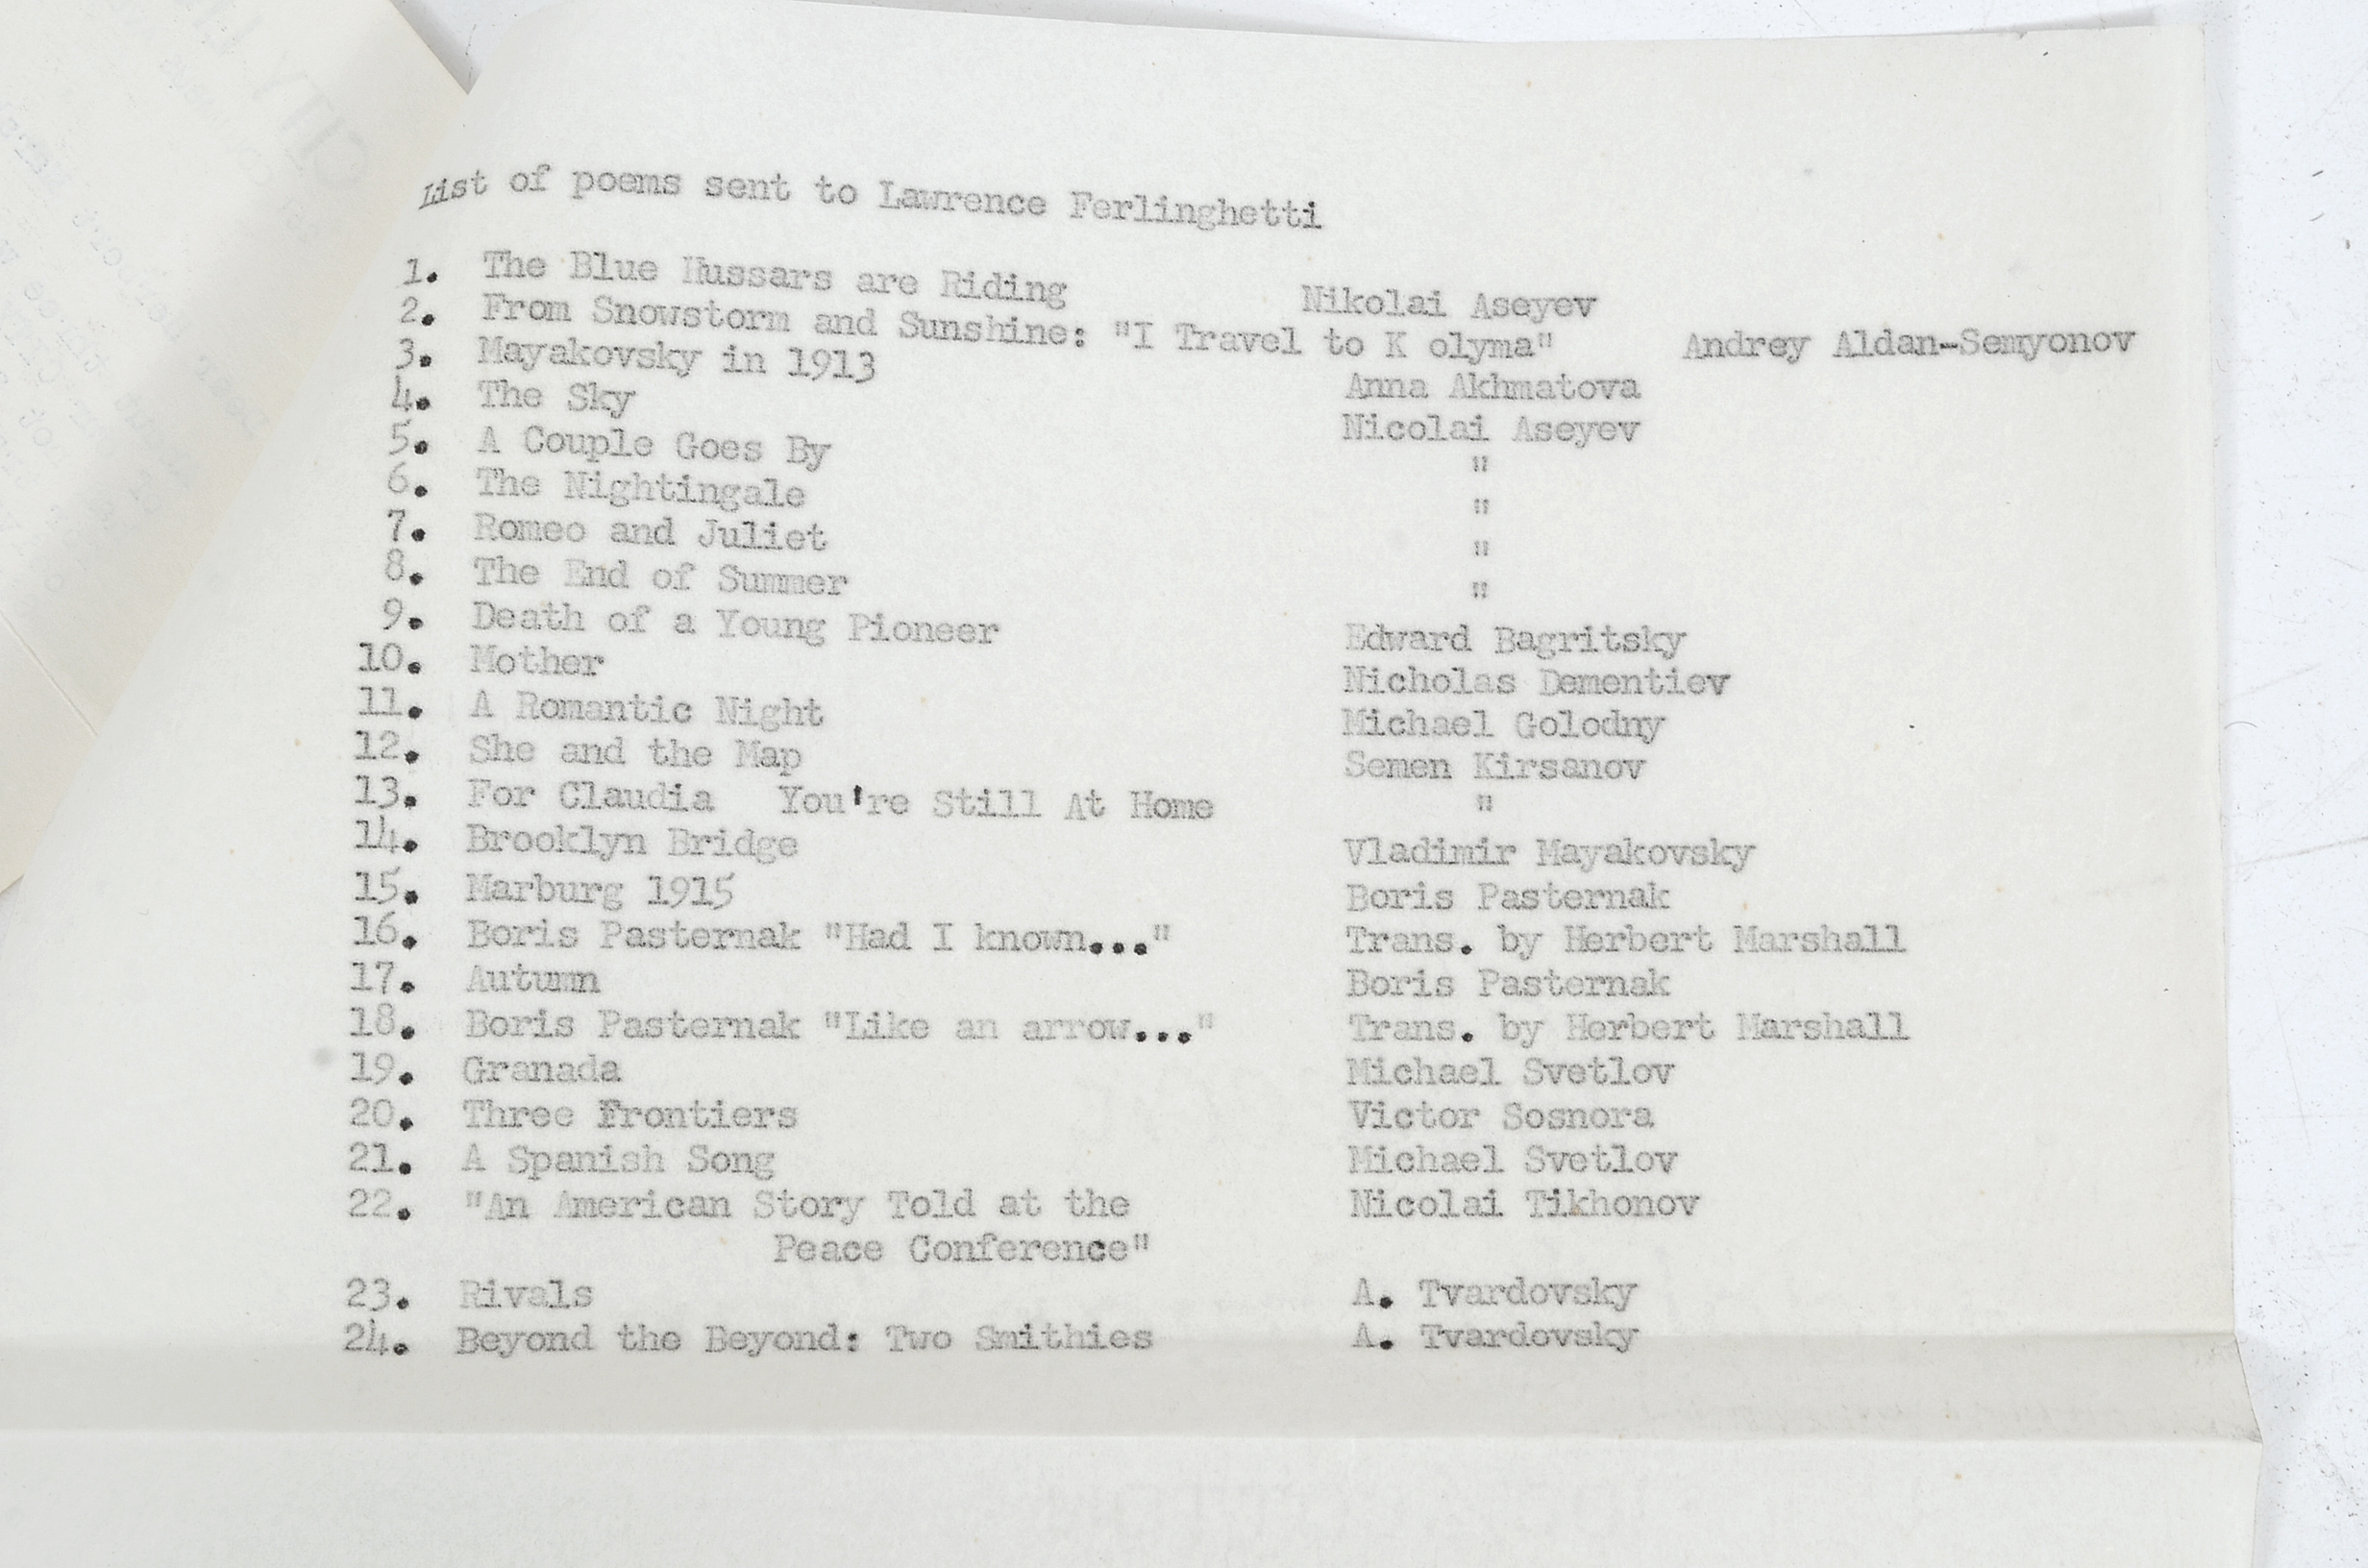 List of poems sent to Lawrence Ferlinghetti
1. The Blue Hussars are Riding Nikolai Aseyev
2. From Snowstorm and Sunshine: "I Travel to K olyma" Andrey Aldan-Semyonov
3. Mayakovsky in 1913 Anna Akhmatova
4. The Sky Nicolai Aseyev
5. A Couple Goes By "
6. The Nightingale "
7. Romeo and Juliet "
8. The End of Summer "
9. Death of a Young Pioneer Edward Bagritsky
10. Mother Nicholas Dementiev
11. A Romantic Night Michael Golodny
12. She and the Map Semen Kirsanov
13. For Claudia You're Still At Home "
14. Brooklyn Bridge Vladimir Mayakovsky
15. Marburg 1915 Boris Pasternak
16. Boris Pasternak "Had I known..." Trans. by Herbert Marshall
17. Autumn Boris Pasternak
18. Boris Pasternak "Like an arrow..." Trans. by Herbert Marshall
19. Granada Michael Svetlov
20. Three Frontiers Victor Sosnora
21. A Spanish Song Michael Svetlov
22. "An American Story Told at the Nicolai Tikhonov
Peace Conference"
23. Rivals A. Tvardovsky
24. Beyond the Beyond: Two Smithies A. Tvardovsky